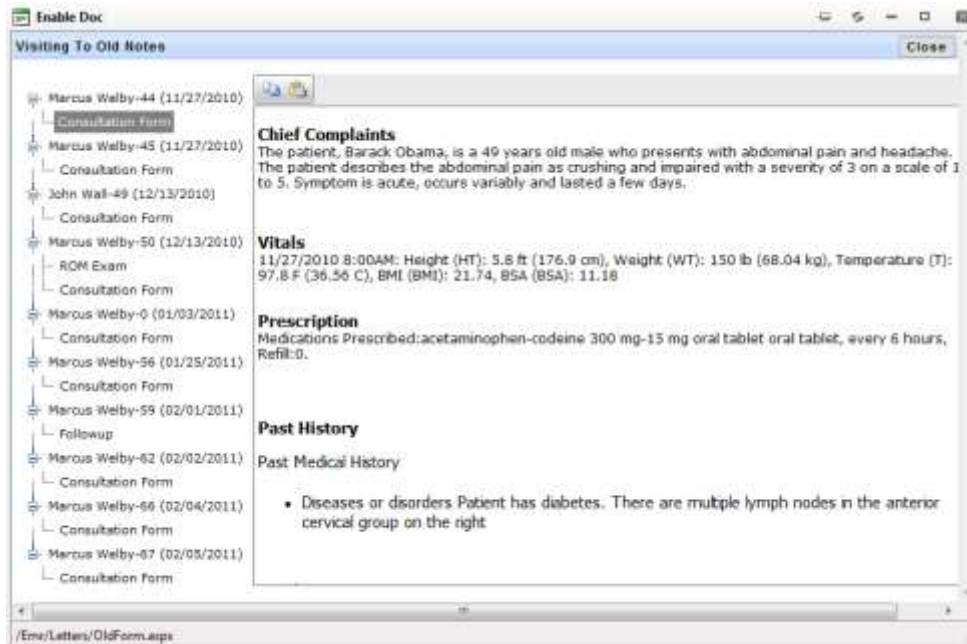 Enable Doc
Visiting To Old Notes
Close
Marcus Welby-44 (11/27/2010)
Consultation Form
Marcus Welby-45 (11/27/2010)
Consultation Form
John Wall-49 (12/13/2010)
Consultation Form
Marcus Welby-50 (12/13/2010)
ROM Exam
Consultation Form
Marcus Welby-0 (01/03/2011)
Consultation Form
Marcus Welby-56 (01/25/2011)
Consultation Form
Marcus Welby-59 (02/01/2011)
Followup
Marcus Welby-62 (02/02/2011)
Consultation Form
Marcus Welby-66 (02/04/2011)
Consultation Form
Marcus Welby-67 (02/05/2011)
Consultation Form
Chief Complaints
The patient, Barack Obama, is a 49 years old male who presents with abdominal pain and headache.
The patient describes the abdominal pain as crushing and impaired with a severity of 3 on a scale of 1
to 5. Symptom is acute, occurs variably and lasted a few days.
Vitals
11/27/2010 8:00AM: Height (HT): 5.8 ft (176.9 cm), Weight (WT): 150 lb (68.04 kg), Temperature (T):
97.8 F (36.56 C), BMI (BMI): 21.74, BSA (BSA): 11.18
Prescription
Medications Prescribed:acetaminophen-codeine 300 mg-15 mg oral tablet oral tablet, every 6 hours,
Refill:0.
Past History
Past Medical History
• Diseases or disorders Patient has diabetes. There are multiple lymph nodes in the anterior
cervical group on the right
/Emr/Letters/OldForm.aspx